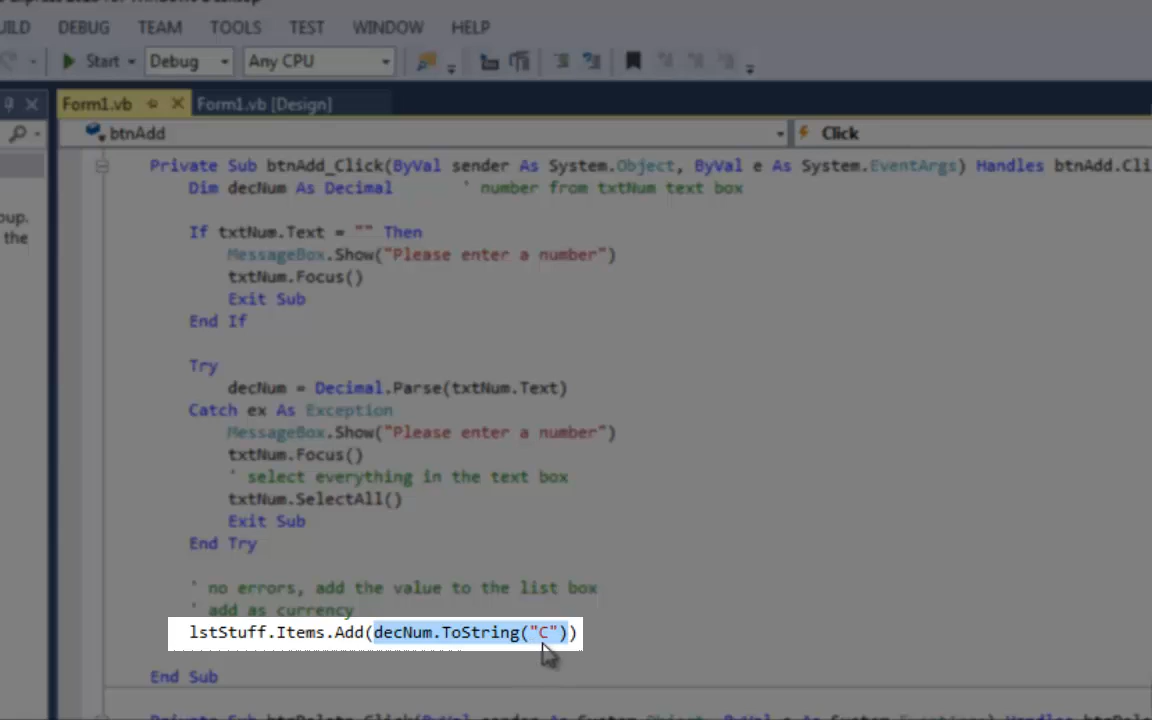 UILD DEBUG TEAM TOOLS TEST WINDOW HELP
Start Debug Any CPU
Form1.vb Form1.vb [Design]
btnAdd Click
Private Sub btnAdd_Click(ByVal sender As System.Object, ByVal e As System.EventArgs) Handles btnAdd.Cli
Dim decNum As Decimal ' number from txtNum text box
oup.
the
If txtNum.Text = "" Then
MessageBox.Show("Please enter a number")
txtNum.Focus()
Exit Sub
End If
Try
decNum = Decimal.Parse(txtNum.Text)
Catch ex As Exception
MessageBox.Show("Please enter a number")
txtNum.Focus()
' select everything in the text box
txtNum.SelectAll()
Exit Sub
End Try
' no errors, add the value to the list box
' add as currency
lstStuff.Items.Add(decNum.ToString("C"))
End Sub